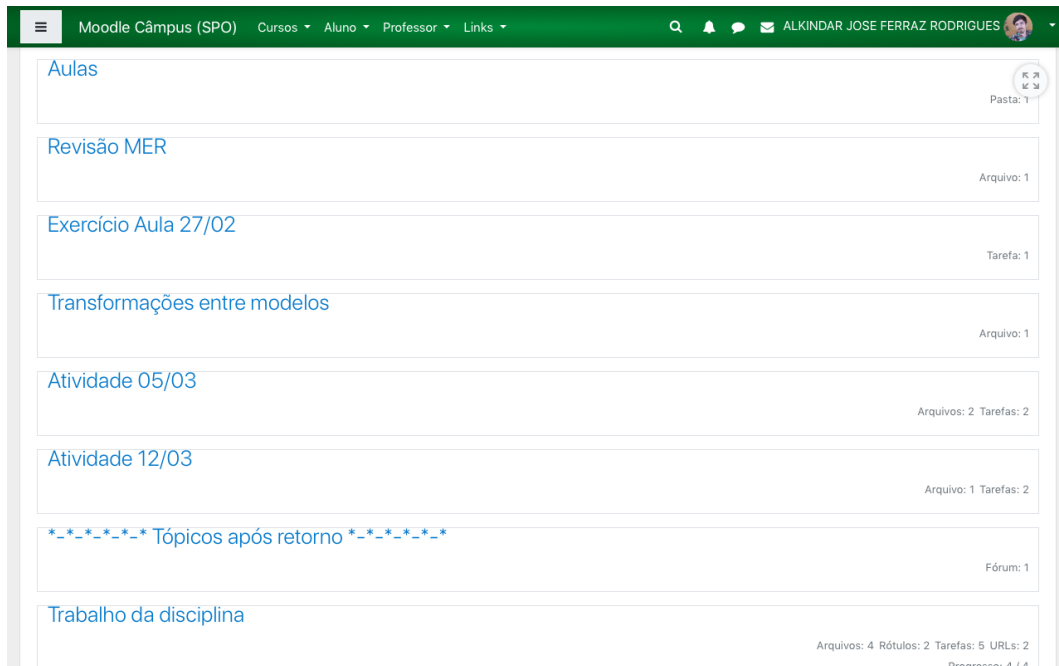 Moodle Câmpus (SPO) Cursos Aluno Professor Links ALKINDAR JOSE FERRAZ RODRIGUES
Aulas
Pasta: 1
Revisão MER
Arquivo: 1
Exercício Aula 27/02
Tarefa: 1
Transformações entre modelos
Arquivo: 1
Atividade 05/03
Arquivos: 2 Tarefas: 2
Atividade 12/03
Arquivo: 1 Tarefas: 2
*-*-*-*-*-* Tópicos após retorno *-*-*-*-*-*
Fórum: 1
Trabalho da disciplina
Arquivos: 4 Rótulos: 2 Tarefas: 5 URLs: 2
Progresso: 4 / 4